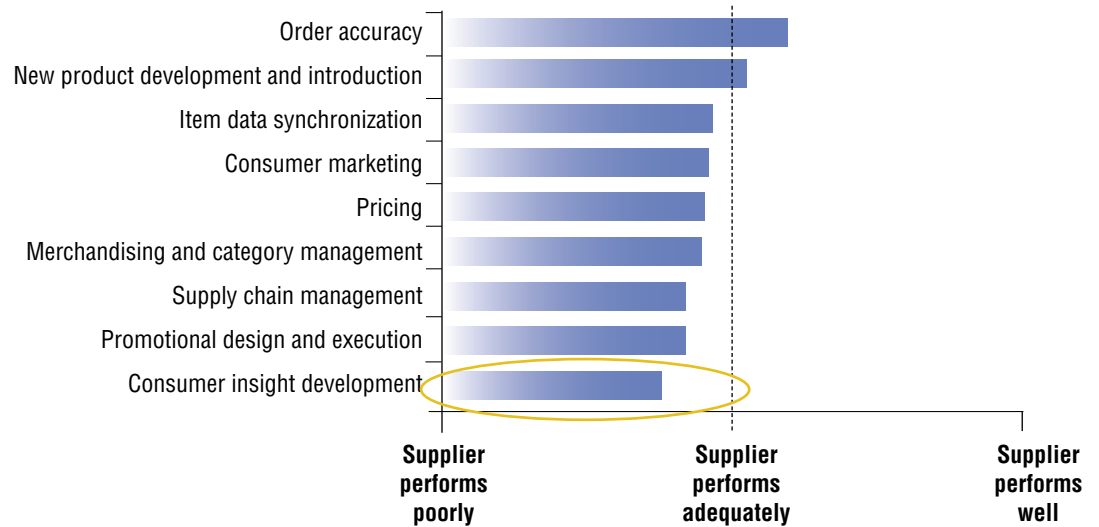 Order accuracy
New product development and introduction
Item data synchronization
Consumer marketing
Pricing
Merchandising and category management
Supply chain management
Promotional design and execution
Consumer insight development
Supplier
performs
poorly
Supplier
performs
adequately
Supplier
performs
well